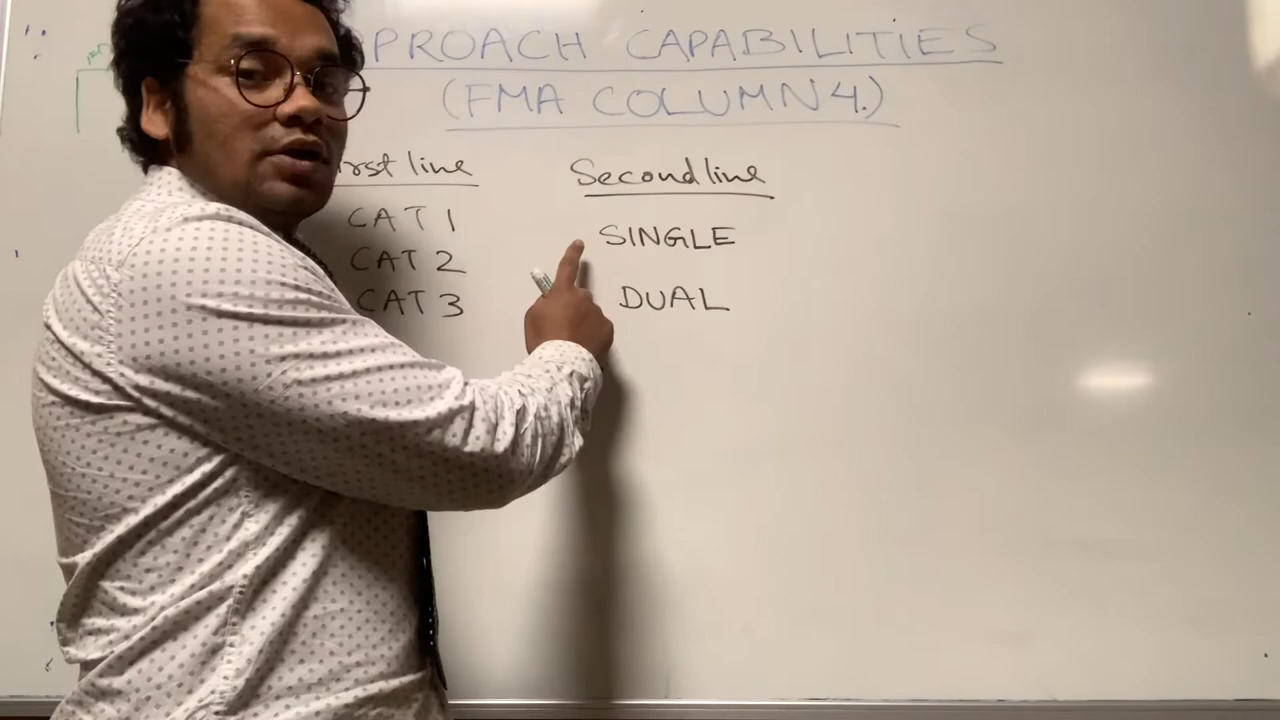 PROACH CAPABILITIES
(FMA COLUMN 4.)
rst line
CAT 1
CAT 2
CAT 3
Second line
SINGLE
DUAL